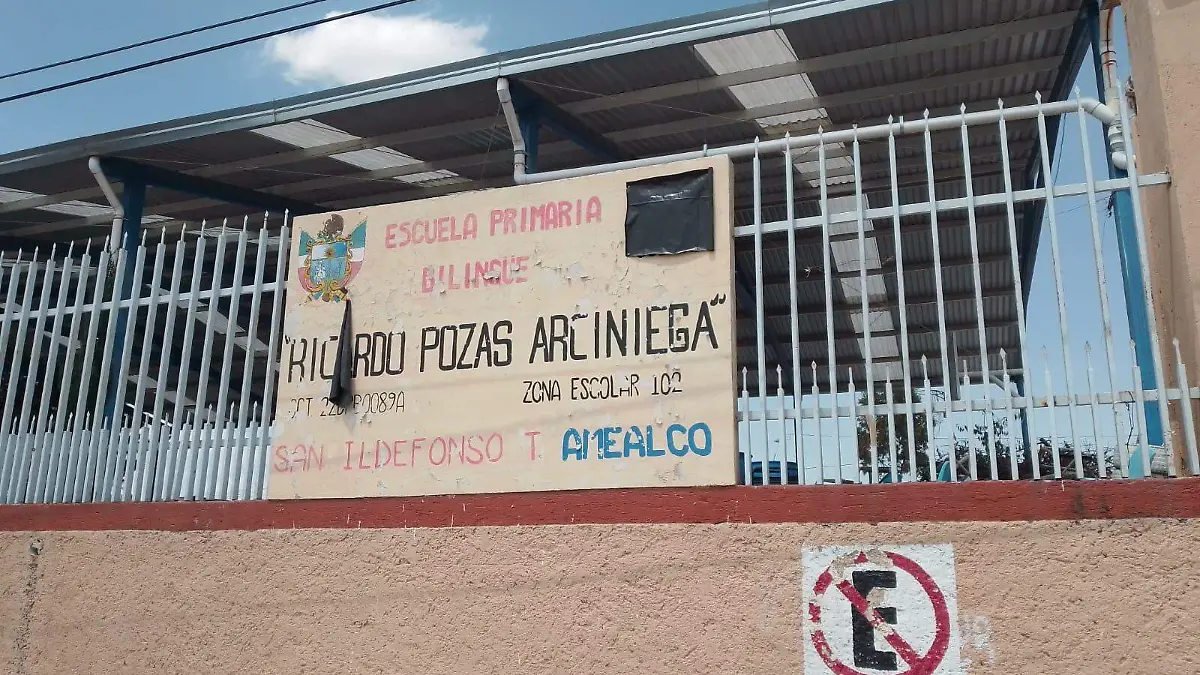 ESCUELA PRIMARIA
BILINGUE
"RICARDO POZAS ARCINIEGA"
ZONA ESCOLAR 102
SAN ILDEFONSO T. AMEALCO
E